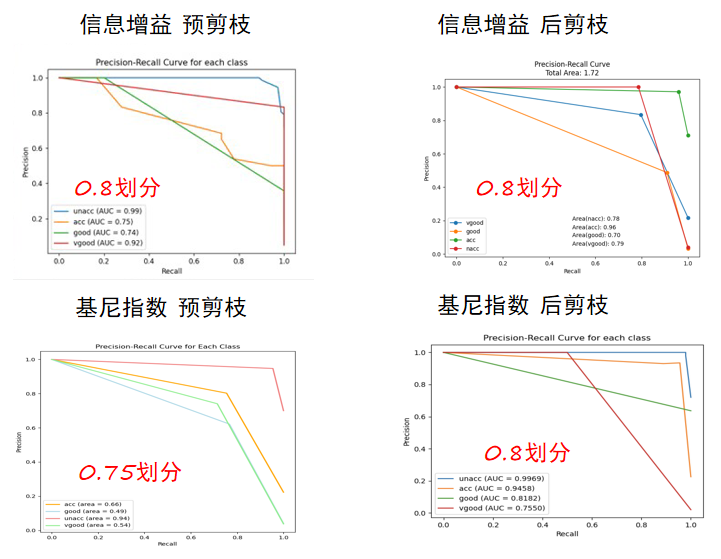 信息增益 预剪枝
Precision-Recall Curve for each class
1.0
0.8
0.6
0.4
0.2
Precision
0.8划分
unacc (AUC = 0.99)
acc (AUC = 0.75)
good (AUC = 0.74)
vgood (AUC = 0.92)
0.0 0.2 0.4 0.6 0.8 1.0
Recall
信息增益 后剪枝
Precision-Recall Curve
Total Area: 1.72
1.0
0.8
0.6
0.4
0.2
0.0
Precision
0.8划分
vgood
good
acc
nacc
Area(nacc): 0.78
Area(acc): 0.96
Area(good): 0.70
Area(vgood): 0.79
0.0 0.2 0.4 0.6 0.8 1.0
Recall
基尼指数 预剪枝
Precision-Recall Curve for Each Class
1.0
0.8
0.6
0.4
0.2
0.0
Precision
0.75划分
acc (area = 0.66)
good (area = 0.49)
unacc (area = 0.94)
vgood (area = 0.54)
0.0 0.2 0.4 0.6 0.8 1.0
Recall
基尼指数 后剪枝
Precision-Recall Curve for each class
1.0
0.8
0.6
0.4
0.2
0.0
Precision
0.8划分
unacc (AUC = 0.9969)
acc (AUC = 0.9458)
good (AUC = 0.8182)
vgood (AUC = 0.7550)
0.0 0.2 0.4 0.6 0.8 1.0
Recall